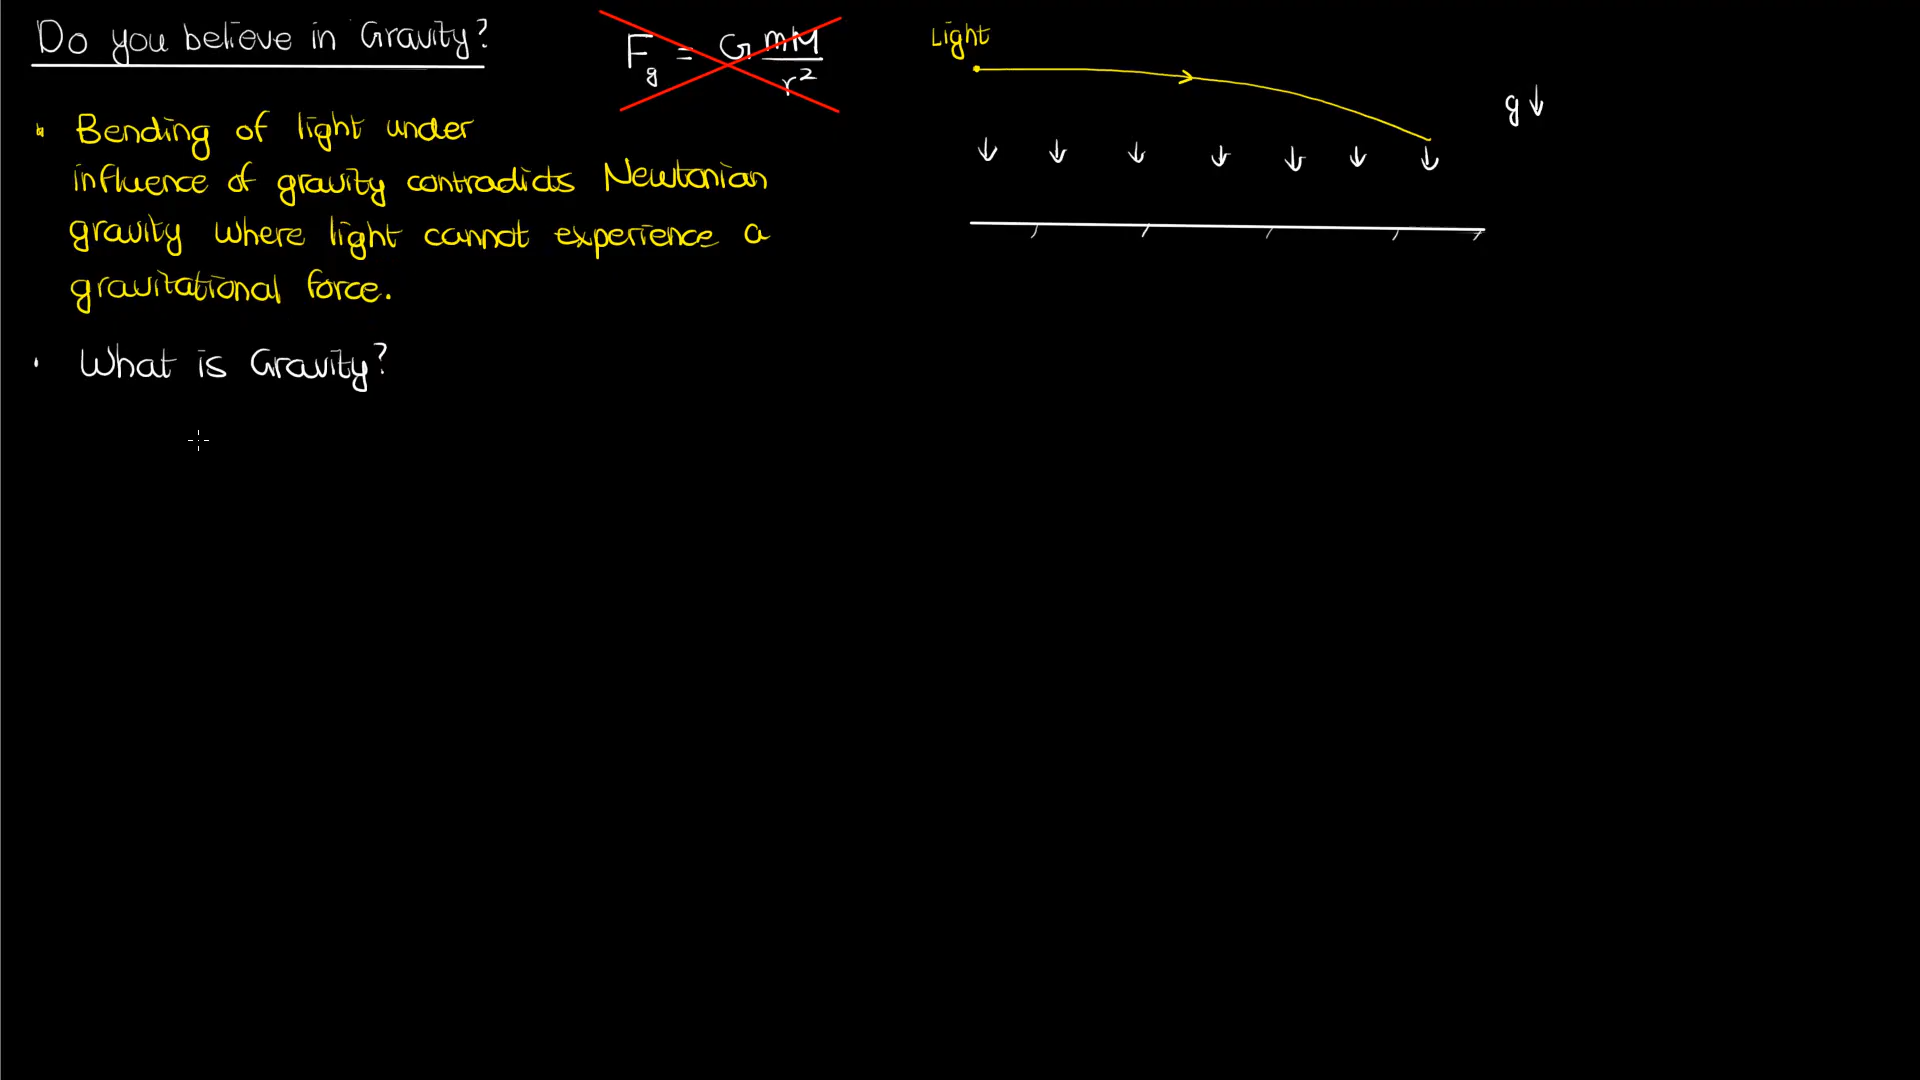 Do you believe in Gravity?
F_g = G mM / r²
Light
g↓
• Bending of light under
influence of gravity contradicts Newtonian
gravity where light cannot experience a
gravitational force.
• What is Gravity?